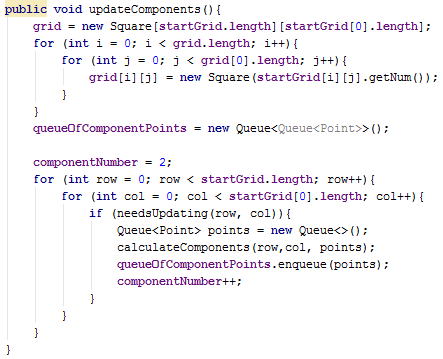 public void updateComponents(){
    grid = new Square[startGrid.length][startGrid[0].length];
    for (int i = 0; i < grid.length; i++){
        for (int j = 0; j < grid[0].length; j++){
            grid[i][j] = new Square(startGrid[i][j].getNum());
        }
    }
    queueOfComponentPoints = new Queue<Queue<Point>>();

    componentNumber = 2;
    for (int row = 0; row < startGrid.length; row++){
        for (int col = 0; col < startGrid[0].length; col++){
            if (needsUpdating(row, col)){
                Queue<Point> points = new Queue<>();
                calculateComponents(row,col, points);
                queueOfComponentPoints.enqueue(points);
                componentNumber++;
            }
        }
    }
}